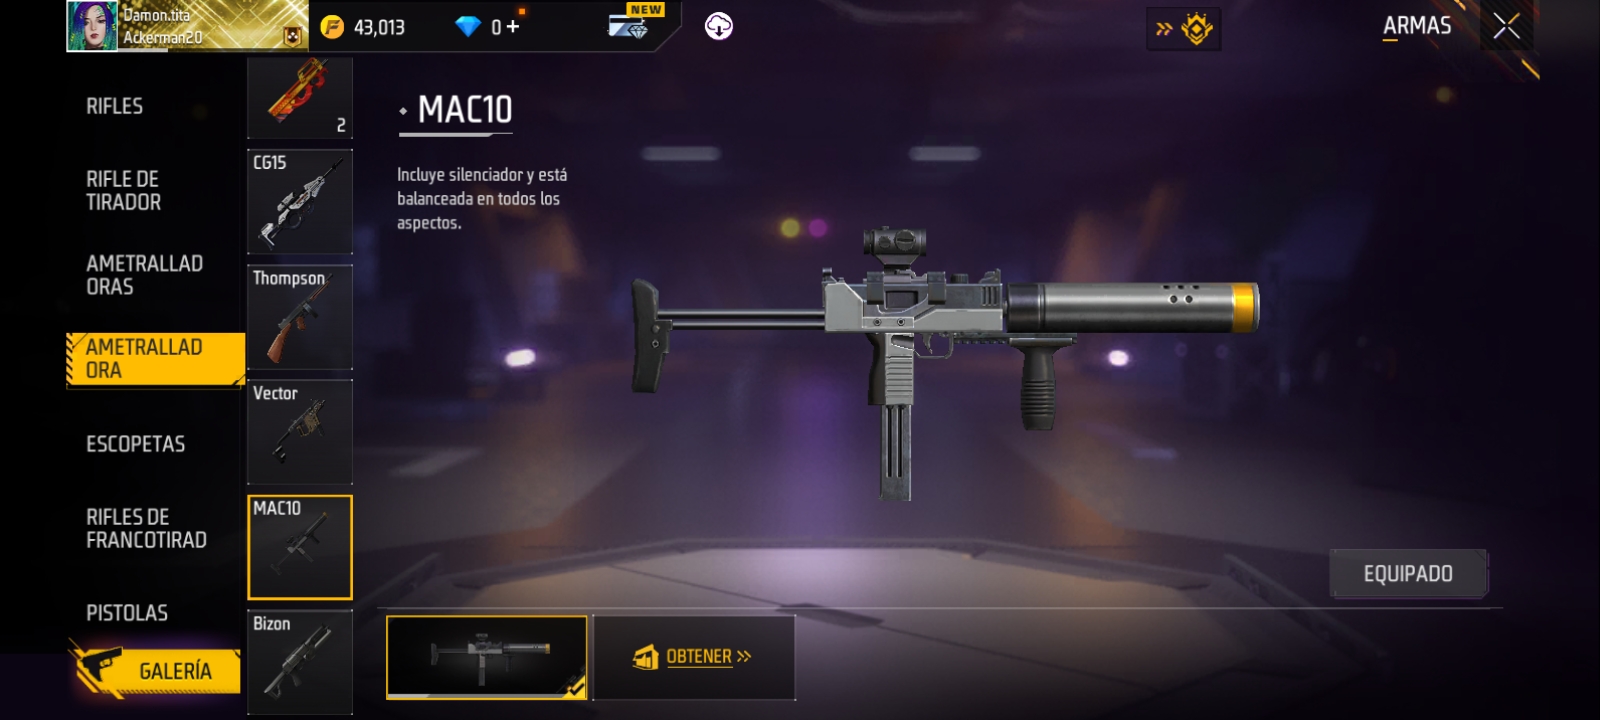 Damon.tita
Ackerman20
43,013
0 +
NEW
ARMAS
RIFLES
RIFLE DE
TIRADOR
AMETRALLAD
ORAS
AMETRALLAD
ORA
ESCOPETAS
RIFLES DE
FRANCOTIRAD
PISTOLAS
GALERÍA
2
CG15
Thompson
Vector
MAC10
Bizon
MAC10
Incluye silenciador y está
balanceada en todos los
aspectos.
EQUIPADO
OBTENER >>